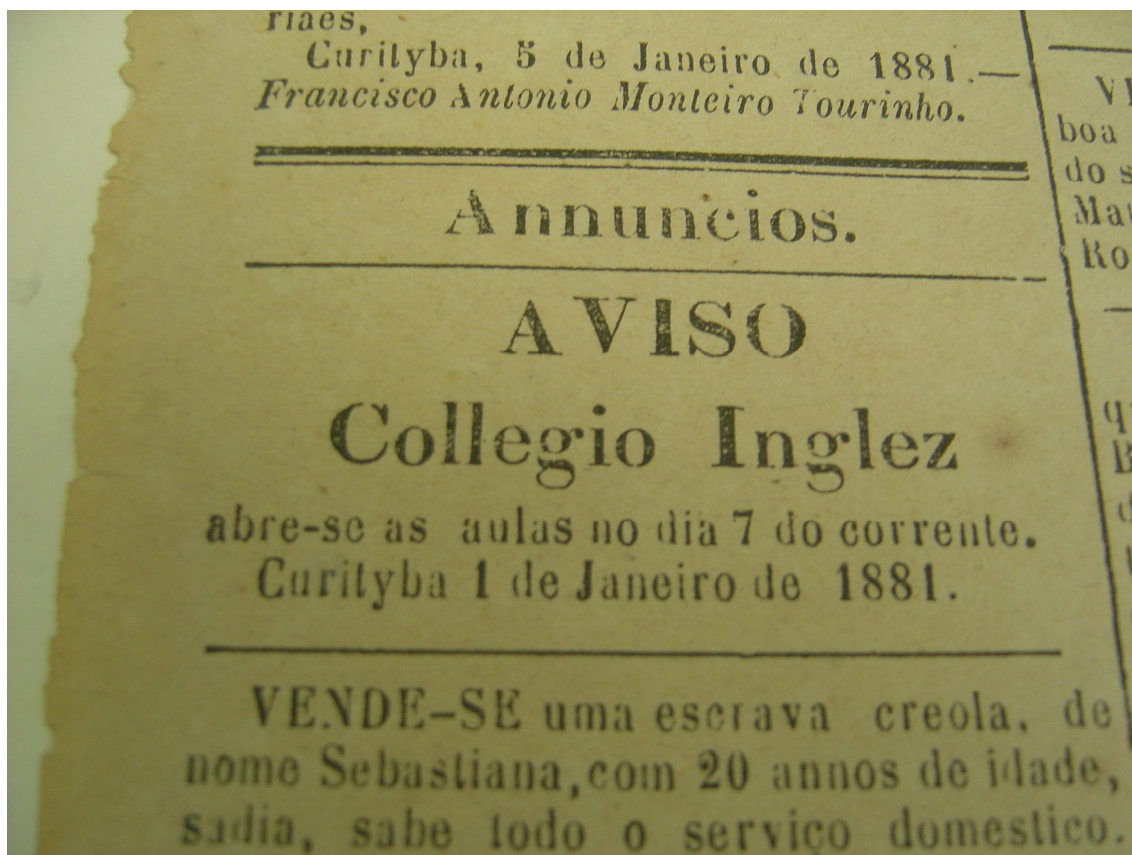 riaes,
Curityba, 5 de Janeiro de 1881.—
Francisco Antonio Monteiro Tourinho.
Annuncios.
AVISO
Collegio Inglez
abre-se as aulas no dia 7 do corrente.
Curityba 1 de Janeiro de 1881.
VENDE-SE uma escrava creola, de
nome Sebastiana, com 20 annos de idade,
sadia, sabe todo o serviço domestico.
boa
do s